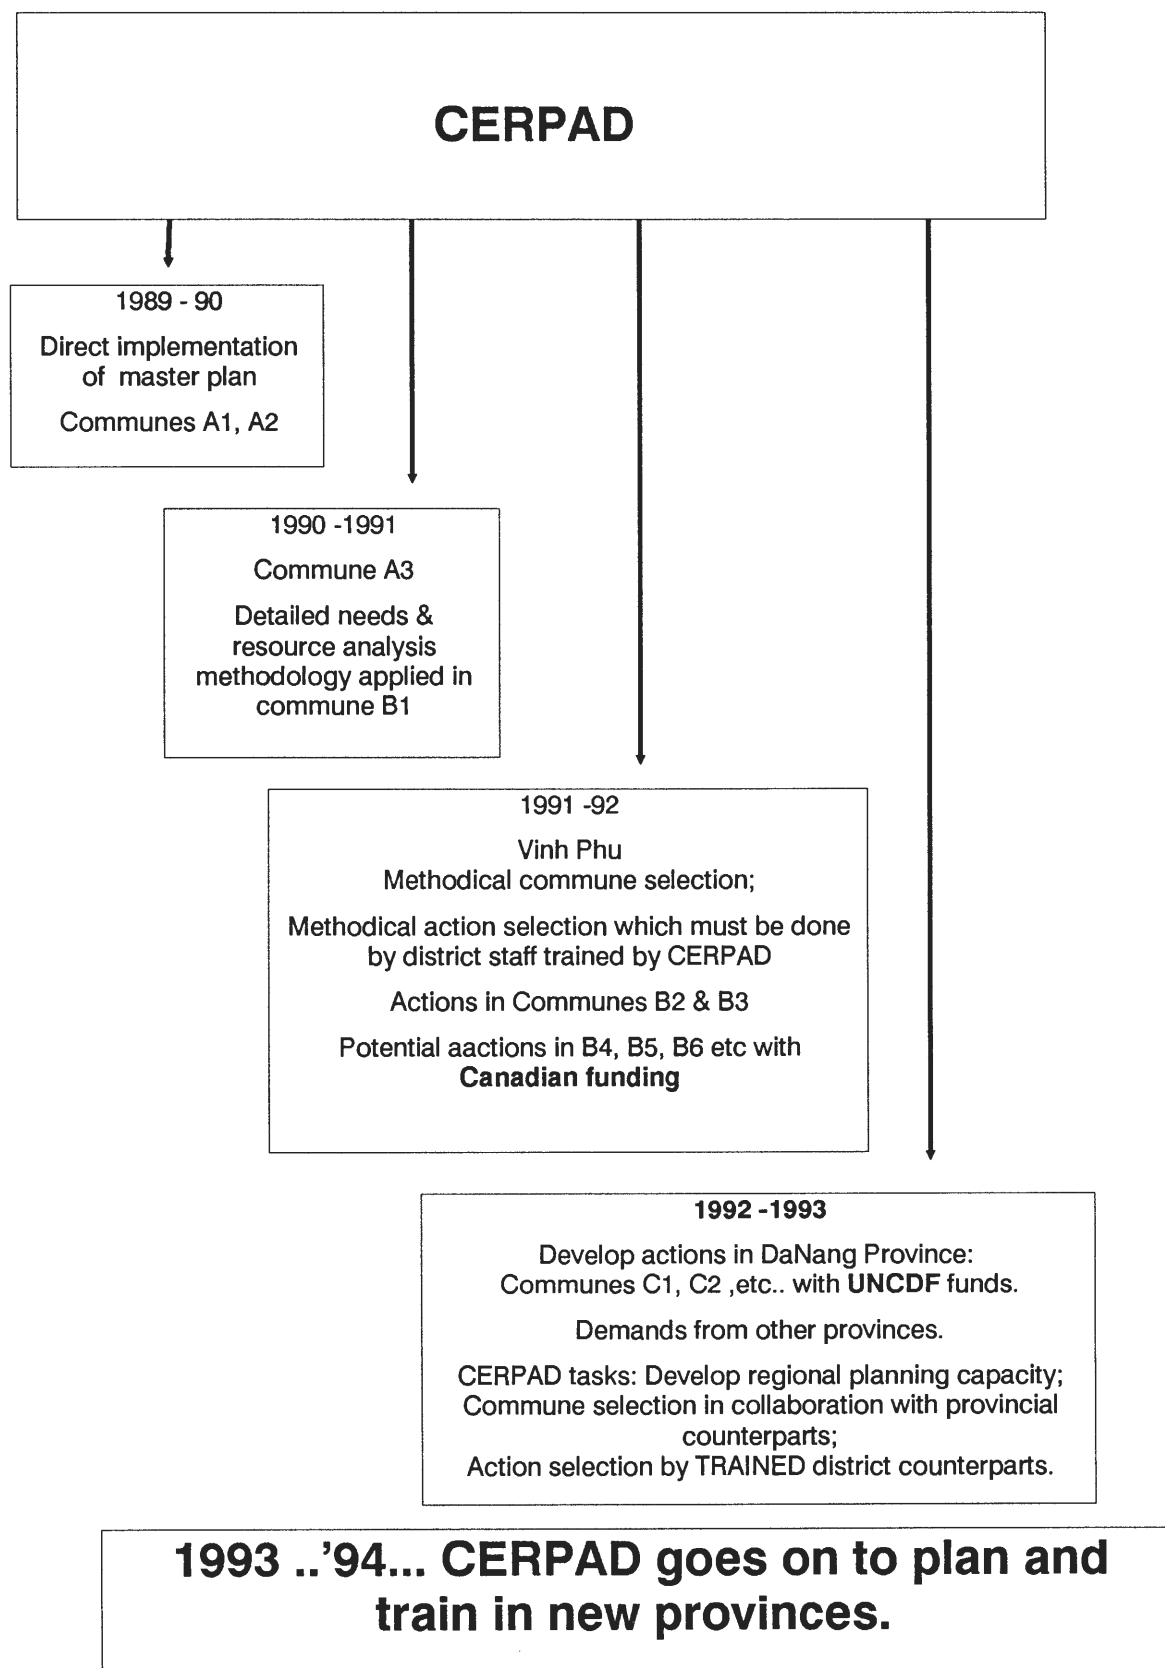 CERPAD
1989 - 90
Direct implementation
of master plan
Communes A1, A2
1990 -1991
Commune A3
Detailed needs &
resource analysis
methodology applied in
commune B1
1991 -92
Vinh Phu
Methodical commune selection;
Methodical action selection which must be done
by district staff trained by CERPAD
Actions in Communes B2 & B3
Potential aactions in B4, B5, B6 etc with
Canadian funding
1992 -1993
Develop actions in DaNang Province:
Communes C1, C2 ,etc.. with UNCDF funds.
Demands from other provinces.
CERPAD tasks: Develop regional planning capacity;
Commune selection in collaboration with provincial
counterparts;
Action selection by TRAINED district counterparts.
1993 ..'94... CERPAD goes on to plan and
train in new provinces.